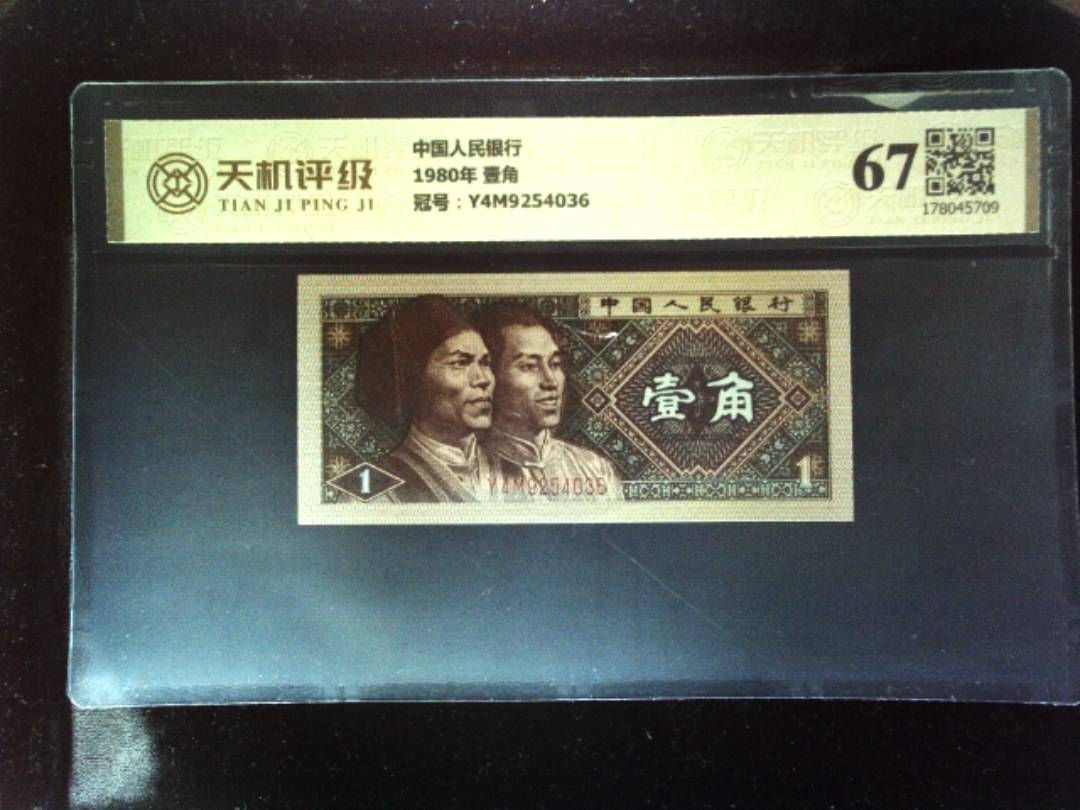 天机评级
TIAN JI PING JI
中国人民银行
1980年 壹角
冠号：Y4M9254036
67
178045709
中国人民银行
壹角
1
Y4M9254036
1